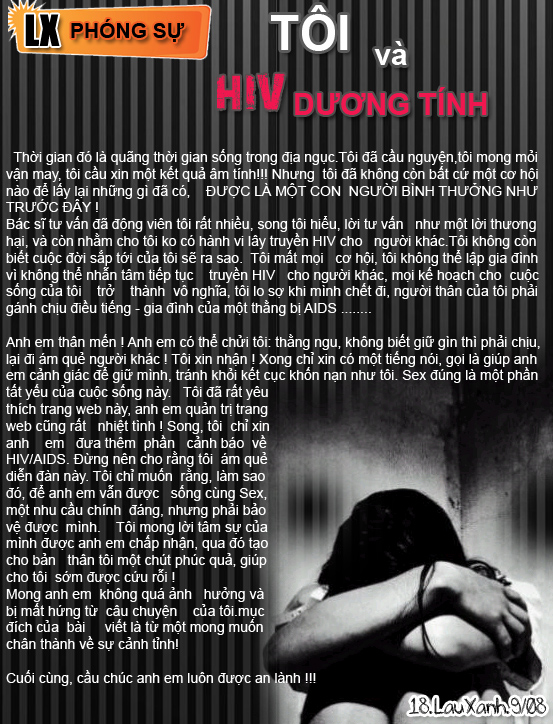 LX PHÓNG SỰ
TÔI
và
HIV DƯƠNG TÍNH
Thời gian đó là quãng thời gian sống trong địa ngục.Tôi đã cầu nguyện,tôi mong mỏi
vận may, tôi cầu xin một kết quả âm tính!!! Nhưng tôi đã không còn bất cứ một cơ hội
nào để lấy lại những gì đã có, ĐƯỢC LÀ MỘT CON NGƯỜI BÌNH THƯỜNG NHƯ
TRƯỚC ĐÂY !
Bác sĩ tư vấn đã động viên tôi rất nhiều, song tôi hiểu, lời tư vấn như một lời thương
hại, và còn nhằm cho tôi ko có hành vi lây truyền HIV cho người khác.Tôi không còn
biết cuộc đời sắp tới của tôi sẽ ra sao. Tôi mất mọi cơ hội, tôi không thể lập gia đình
vì không thể nhẫn tâm tiếp tục truyền HIV cho người khác, mọi kế hoạch cho cuộc
sống của tôi trở thành vô nghĩa, tôi lo sợ khi mình chết đi, người thân của tôi phải
gánh chịu điều tiếng - gia đình của một thằng bị AIDS ........
Anh em thân mến ! Anh em có thể chửi tôi: thằng ngu, không biết giữ gìn thì phải chịu,
lại đi ám quẻ người khác ! Tôi xin nhận ! Xong chỉ xin có một tiếng nói, gọi là giúp anh
em cảnh giác để giữ mình, tránh khỏi kết cục khốn nạn như tôi. Sex đúng là một phần
tất yếu của cuộc sống này. Tôi đã rất yêu
thích trang web này, anh em quản trị trang
web cũng rất nhiệt tình ! Song, tôi chỉ xin
anh em đưa thêm phần cảnh báo về
HIV/AIDS. Đừng nên cho rằng tôi ám quẻ
diễn đàn này. Tôi chỉ muốn rằng, làm sao
đó, để anh em vẫn được sống cùng Sex,
một nhu cầu chính đáng, nhưng phải bảo
vệ được mình. Tôi mong lời tâm sự của
mình được anh em chấp nhận, qua đó tạo
cho bản thân tôi một chút phúc quả, giúp
cho tôi sớm được cứu rỗi !
Mong anh em không quá ảnh hưởng và
bị mất hứng từ câu chuyện của tôi.mục
đích của bài viết là từ một mong muốn
chân thành về sự cảnh tỉnh!
Cuối cùng, cầu chúc anh em luôn được an lành !!!
18.LauXanh.9/08